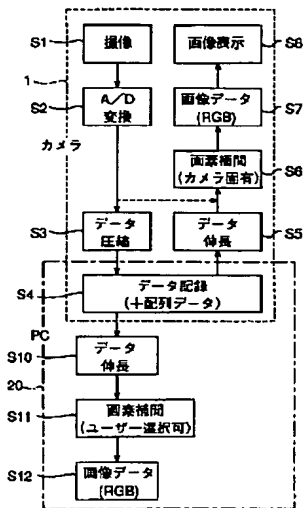 S1
撮像
画像表示
S8
1
S2
A/D
変換
画像データ
(RGB)
S7
カメラ
画素補間
(カメラ固有)
S6
S3
データ
圧縮
データ
伸長
S5
S4
データ記録
(+配列データ)
PC
S10
データ
伸長
20
S11
画素補間
(ユーザー選択可)
S12
画像データ
(RGB)